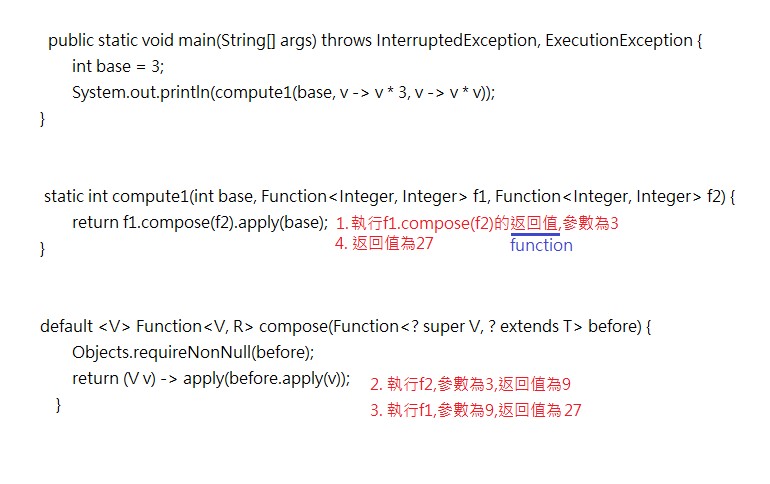 public static void main(String[] args) throws InterruptedException, ExecutionException {
int base = 3;
System.out.println(compute1(base, v -> v * 3, v -> v * v));
}
static int compute1(int base, Function<Integer, Integer> f1, Function<Integer, Integer> f2) {
return f1.compose(f2).apply(base); 1. 執行f1.compose(f2)的返回值,參數為3
} 4. 返回值為27 function
default <V> Function<V, R> compose(Function<? super V, ? extends T> before) {
Objects.requireNonNull(before);
return (V v) -> apply(before.apply(v)); 2. 執行f2,參數為3,返回值為9
} 3. 執行f1,參數為9,返回值為27